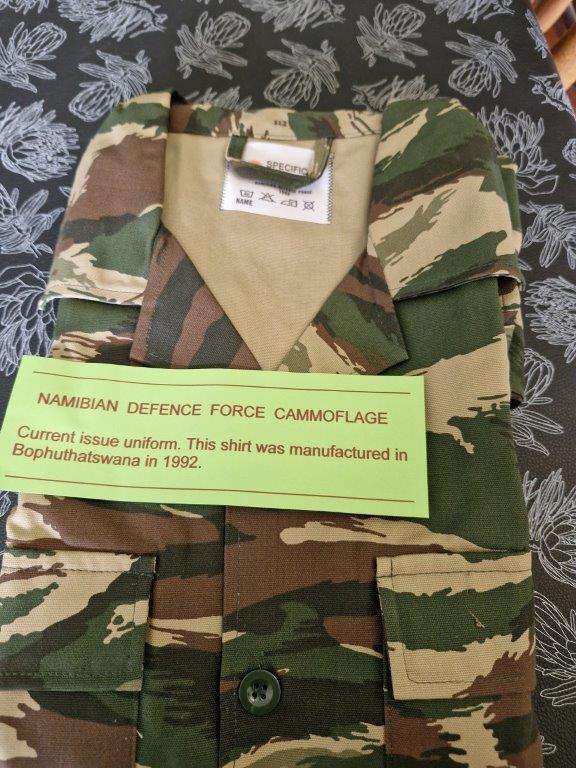 SPECIFIC
NAME
NAMIBIAN DEFENCE FORCE CAMMOFLAGE
Current issue uniform. This shirt was manufactured in
Bophuthatswana in 1992.